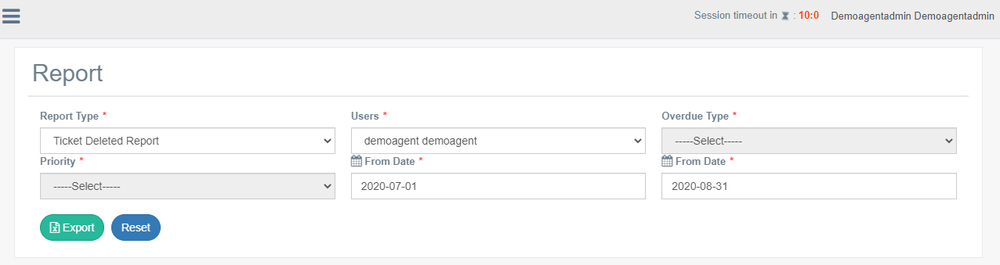 Session timeout in : 10:0 Demoagentadmin Demoagentadmin
Report
Report Type * Users * Overdue Type *
Ticket Deleted Report demoagent demoagent -----Select-----
Priority * From Date * From Date *
-----Select----- 2020-07-01 2020-08-31
Export Reset